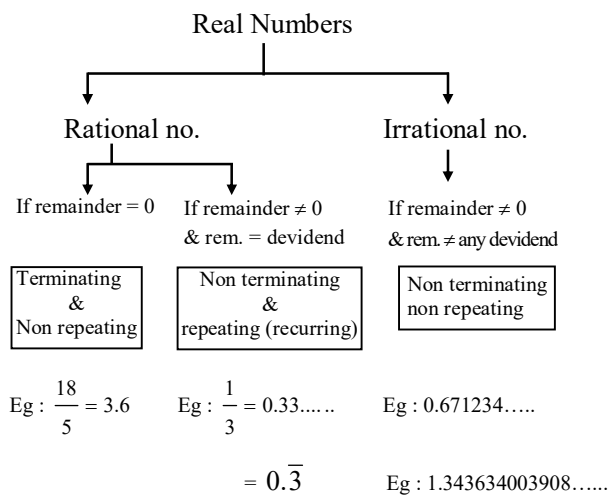 Real Numbers
Rational no.
Irrational no.
If remainder = 0
If remainder ≠ 0
& rem. = devidend
If remainder ≠ 0
& rem. ≠ any devidend
Terminating
&
Non repeating
Non terminating
&
repeating (recurring)
Non terminating
non repeating
Eg : 18/5 = 3.6
Eg : 1/3 = 0.33......
= 0.3̅
Eg : 0.671234…..
Eg : 1.343634003908…...